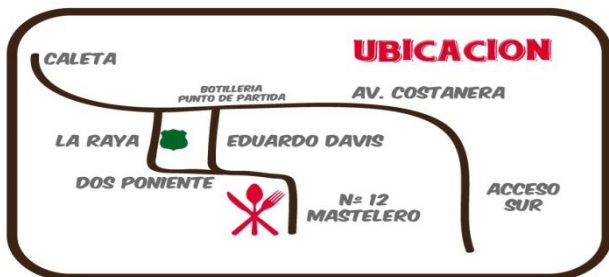 UBICACION
CALETA
BOTILLERIA
PUNTO DE PARTIDA
AV. COSTANERA
LA RAYA
EDUARDO DAVIS
DOS PONIENTE
Nº 12
MASTELERO
ACCESO
SUR